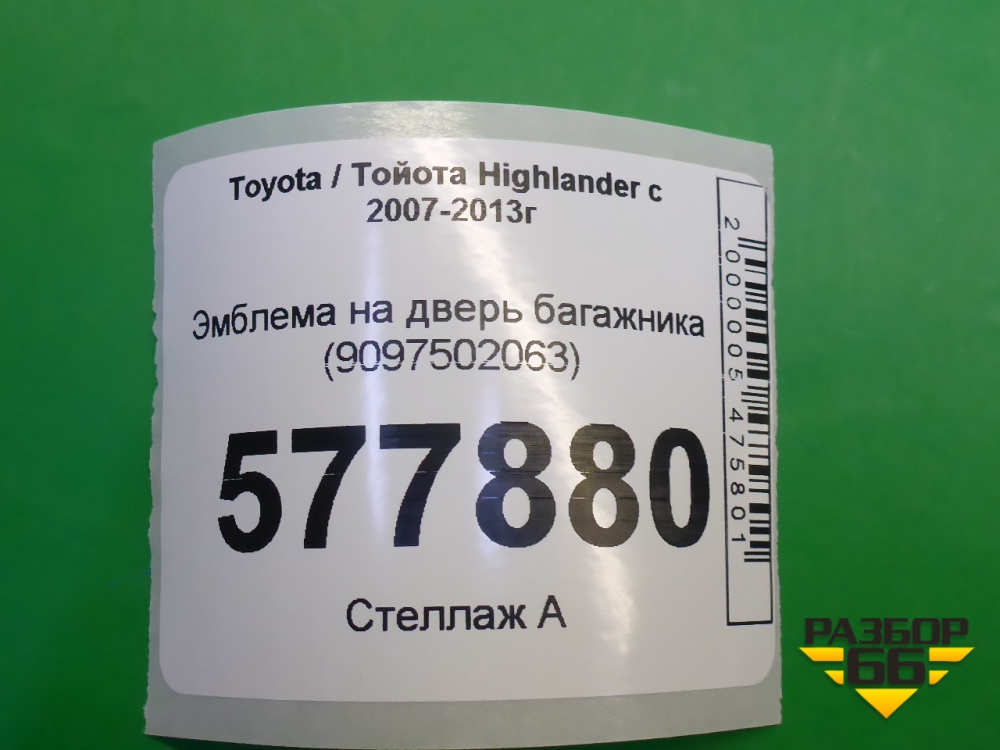 Toyota / Тойота Highlander с
2007-2013г
Эмблема на дверь багажника
(9097502063)
577880
Стеллаж А
2000005475801
РАЗБОР
66